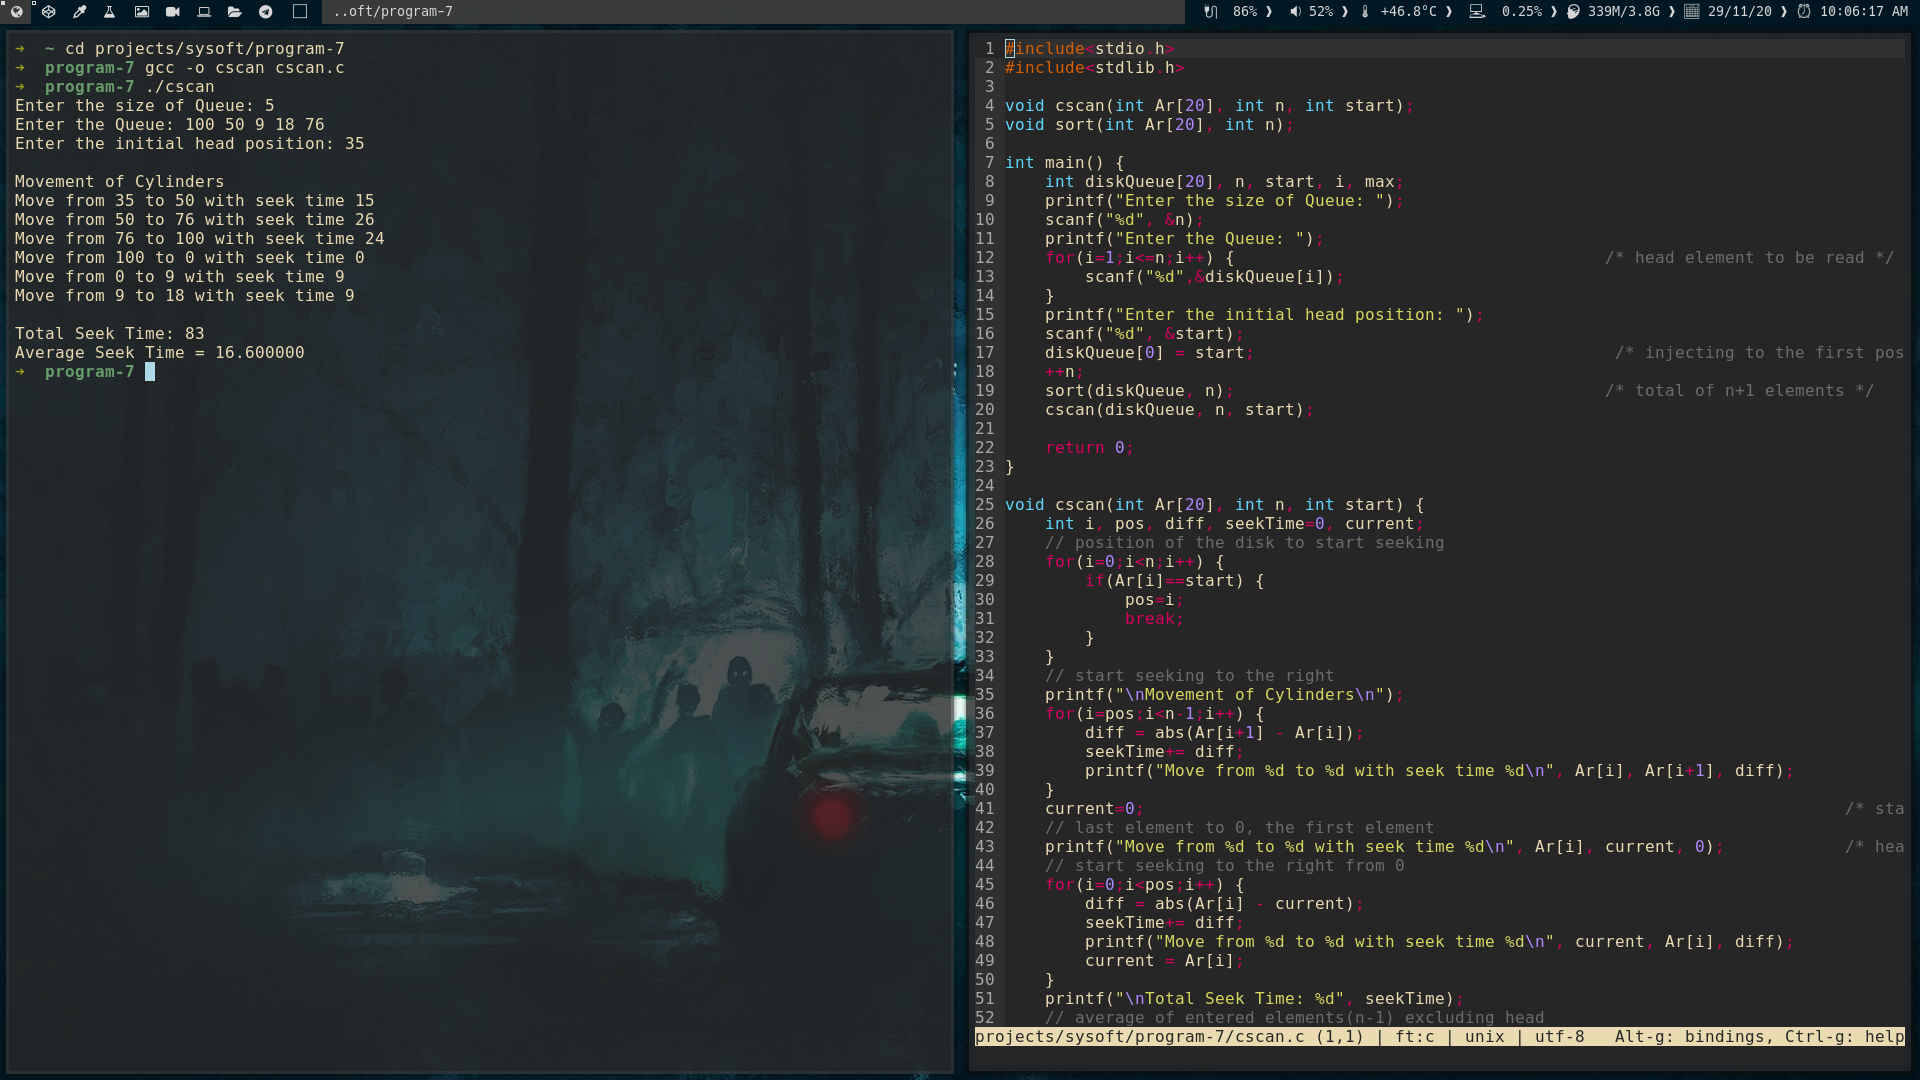 ..oft/program-7
86% ❯ 52% ❯ +46.8°C ❯ 0.25% ❯ 339M/3.8G ❯ 29/11/20 ❯ 10:06:17 AM
➜  ~ cd projects/sysoft/program-7
➜  program-7 gcc -o cscan cscan.c
➜  program-7 ./cscan
Enter the size of Queue: 5
Enter the Queue: 100 50 9 18 76
Enter the initial head position: 35
Movement of Cylinders
Move from 35 to 50 with seek time 15
Move from 50 to 76 with seek time 26
Move from 76 to 100 with seek time 24
Move from 100 to 0 with seek time 0
Move from 0 to 9 with seek time 9
Move from 9 to 18 with seek time 9
Total Seek Time: 83
Average Seek Time = 16.600000
➜  program-7
1 #include<stdio.h>
2 #include<stdlib.h>
3
4 void cscan(int Ar[20], int n, int start);
5 void sort(int Ar[20], int n);
6
7 int main() {
8     int diskQueue[20], n, start, i, max;
9     printf("Enter the size of Queue: ");
10     scanf("%d", &n);
11     printf("Enter the Queue: ");
12     for(i=1;i<=n;i++) {                                     /* head element to be read */
13         scanf("%d",&diskQueue[i]);
14     }
15     printf("Enter the initial head position: ");
16     scanf("%d", &start);
17     diskQueue[0] = start;                                    /* injecting to the first pos
18     ++n;
19     sort(diskQueue, n);                                     /* total of n+1 elements */
20     cscan(diskQueue, n, start);
21
22     return 0;
23 }
24
25 void cscan(int Ar[20], int n, int start) {
26     int i, pos, diff, seekTime=0, current;
27     // position of the disk to start seeking
28     for(i=0;i<n;i++) {
29         if(Ar[i]==start) {
30             pos=i;
31             break;
32         }
33     }
34     // start seeking to the right
35     printf("\nMovement of Cylinders\n");
36     for(i=pos;i<n-1;i++) {
37         diff = abs(Ar[i+1] - Ar[i]);
38         seekTime+= diff;
39         printf("Move from %d to %d with seek time %d\n", Ar[i], Ar[i+1], diff);
40     }
41     current=0;                                                                      /* sta
42     // last element to 0, the first element
43     printf("Move from %d to %d with seek time %d\n", Ar[i], current, 0);            /* hea
44     // start seeking to the right from 0
45     for(i=0;i<pos;i++) {
46         diff = abs(Ar[i] - current);
47         seekTime+= diff;
48         printf("Move from %d to %d with seek time %d\n", current, Ar[i], diff);
49         current = Ar[i];
50     }
51     printf("\nTotal Seek Time: %d", seekTime);
52     // average of entered elements(n-1) excluding head
projects/sysoft/program-7/cscan.c (1,1) | ft:c | unix | utf-8   Alt-g: bindings, Ctrl-g: help